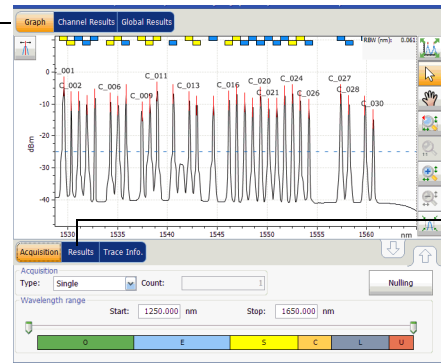 Graph Channel Results Global Results
RBW (nm): 0.061
C_001
C_002
C_006
C_009
C_011
C_013
C_016
C_020
C_021
C_024
C_026
C_027
C_028
C_030
0
-10
-20
-30
-40
dBm
1530 1535 1540 1545 1550 1555 1560 nm
Acquisition Results Trace Info.
Acquisition
Type: Single Count: 1 Nulling
Wavelength range
Start: 1250.000 nm Stop: 1650.000 nm
O E S C L U